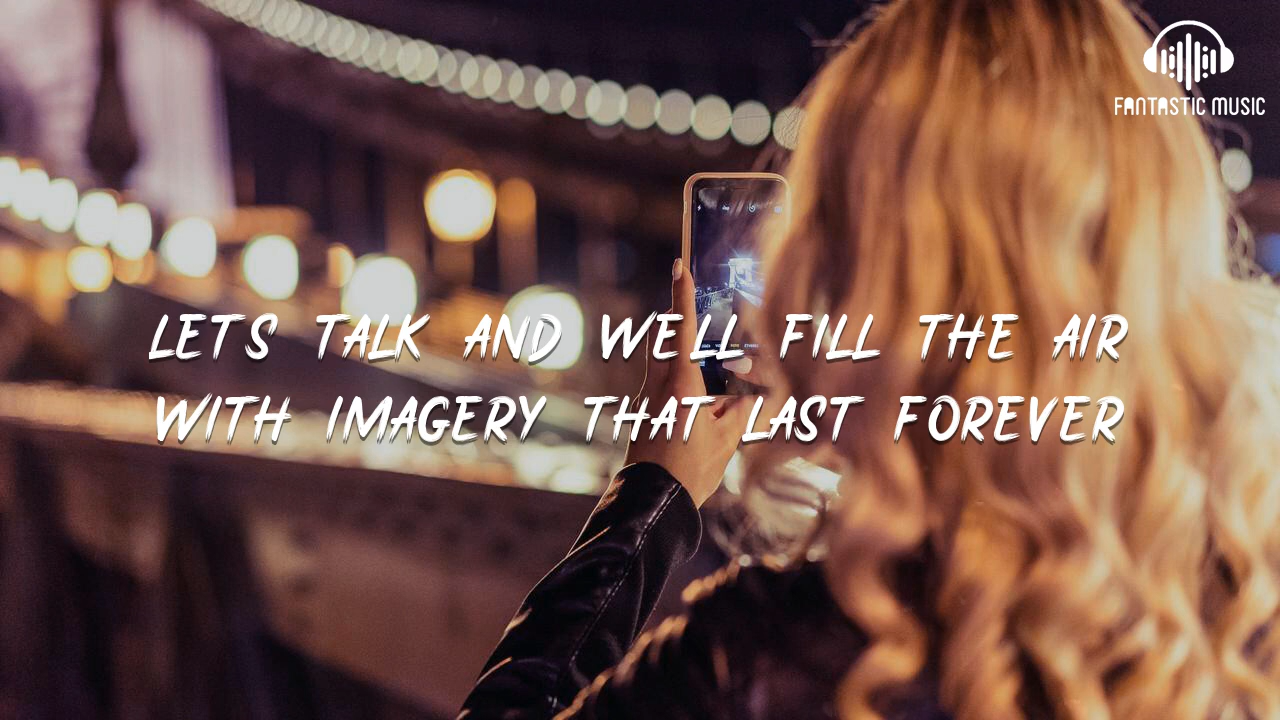 FANTASTIC MUSIC
LETS TALK AND WELL FILL THE AIR
WITH IMAGERY THAT LAST FOREVER